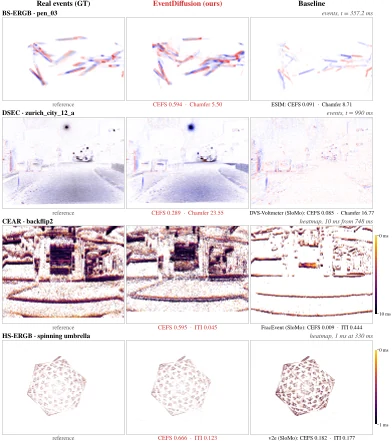 Real events (GT) EventDiffusion (ours) Baseline
BS-ERGB · pen_03 events, t = 357.2 ms
reference CEFS 0.594 · Chamfer 5.50 ESIM: CEFS 0.091 · Chamfer 8.71
DSEC · zurich_city_12_a events, t = 990 ms
reference CEFS 0.289 · Chamfer 23.55 DVS-Voltmeter (SloMo): CEFS 0.085 · Chamfer 16.77
CEAR · backflip2 heatmap, 10 ms from 748 ms
0 ms
10 ms
reference CEFS 0.595 · ITI 0.045 (SloMo): CEFS 0.009 · ITI 0.444
HS-ERGB · spinning umbrella heatmap, 1 ms at 330 ms
0 ms
1 ms
reference CEFS 0.666 · ITI 0.123 v2e (SloMo): CEFS 0.182 · ITI 0.177